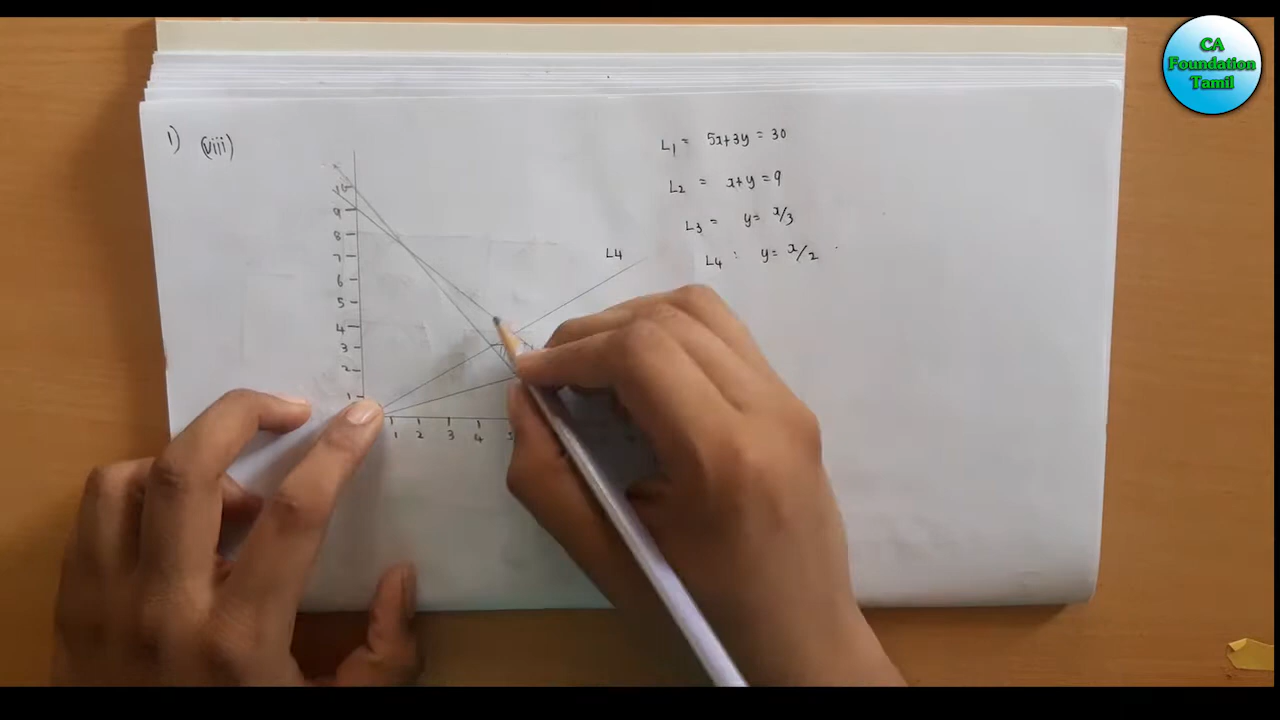 CA
Foundation
Tamil
1) (viii)
L1 = 5x+3y = 30
L2 = x+y = 9
L3 = y = x/3
L4 : y = x/2
L4
9
8
7
6
5
4
3
2
1
1 2 3 4 5